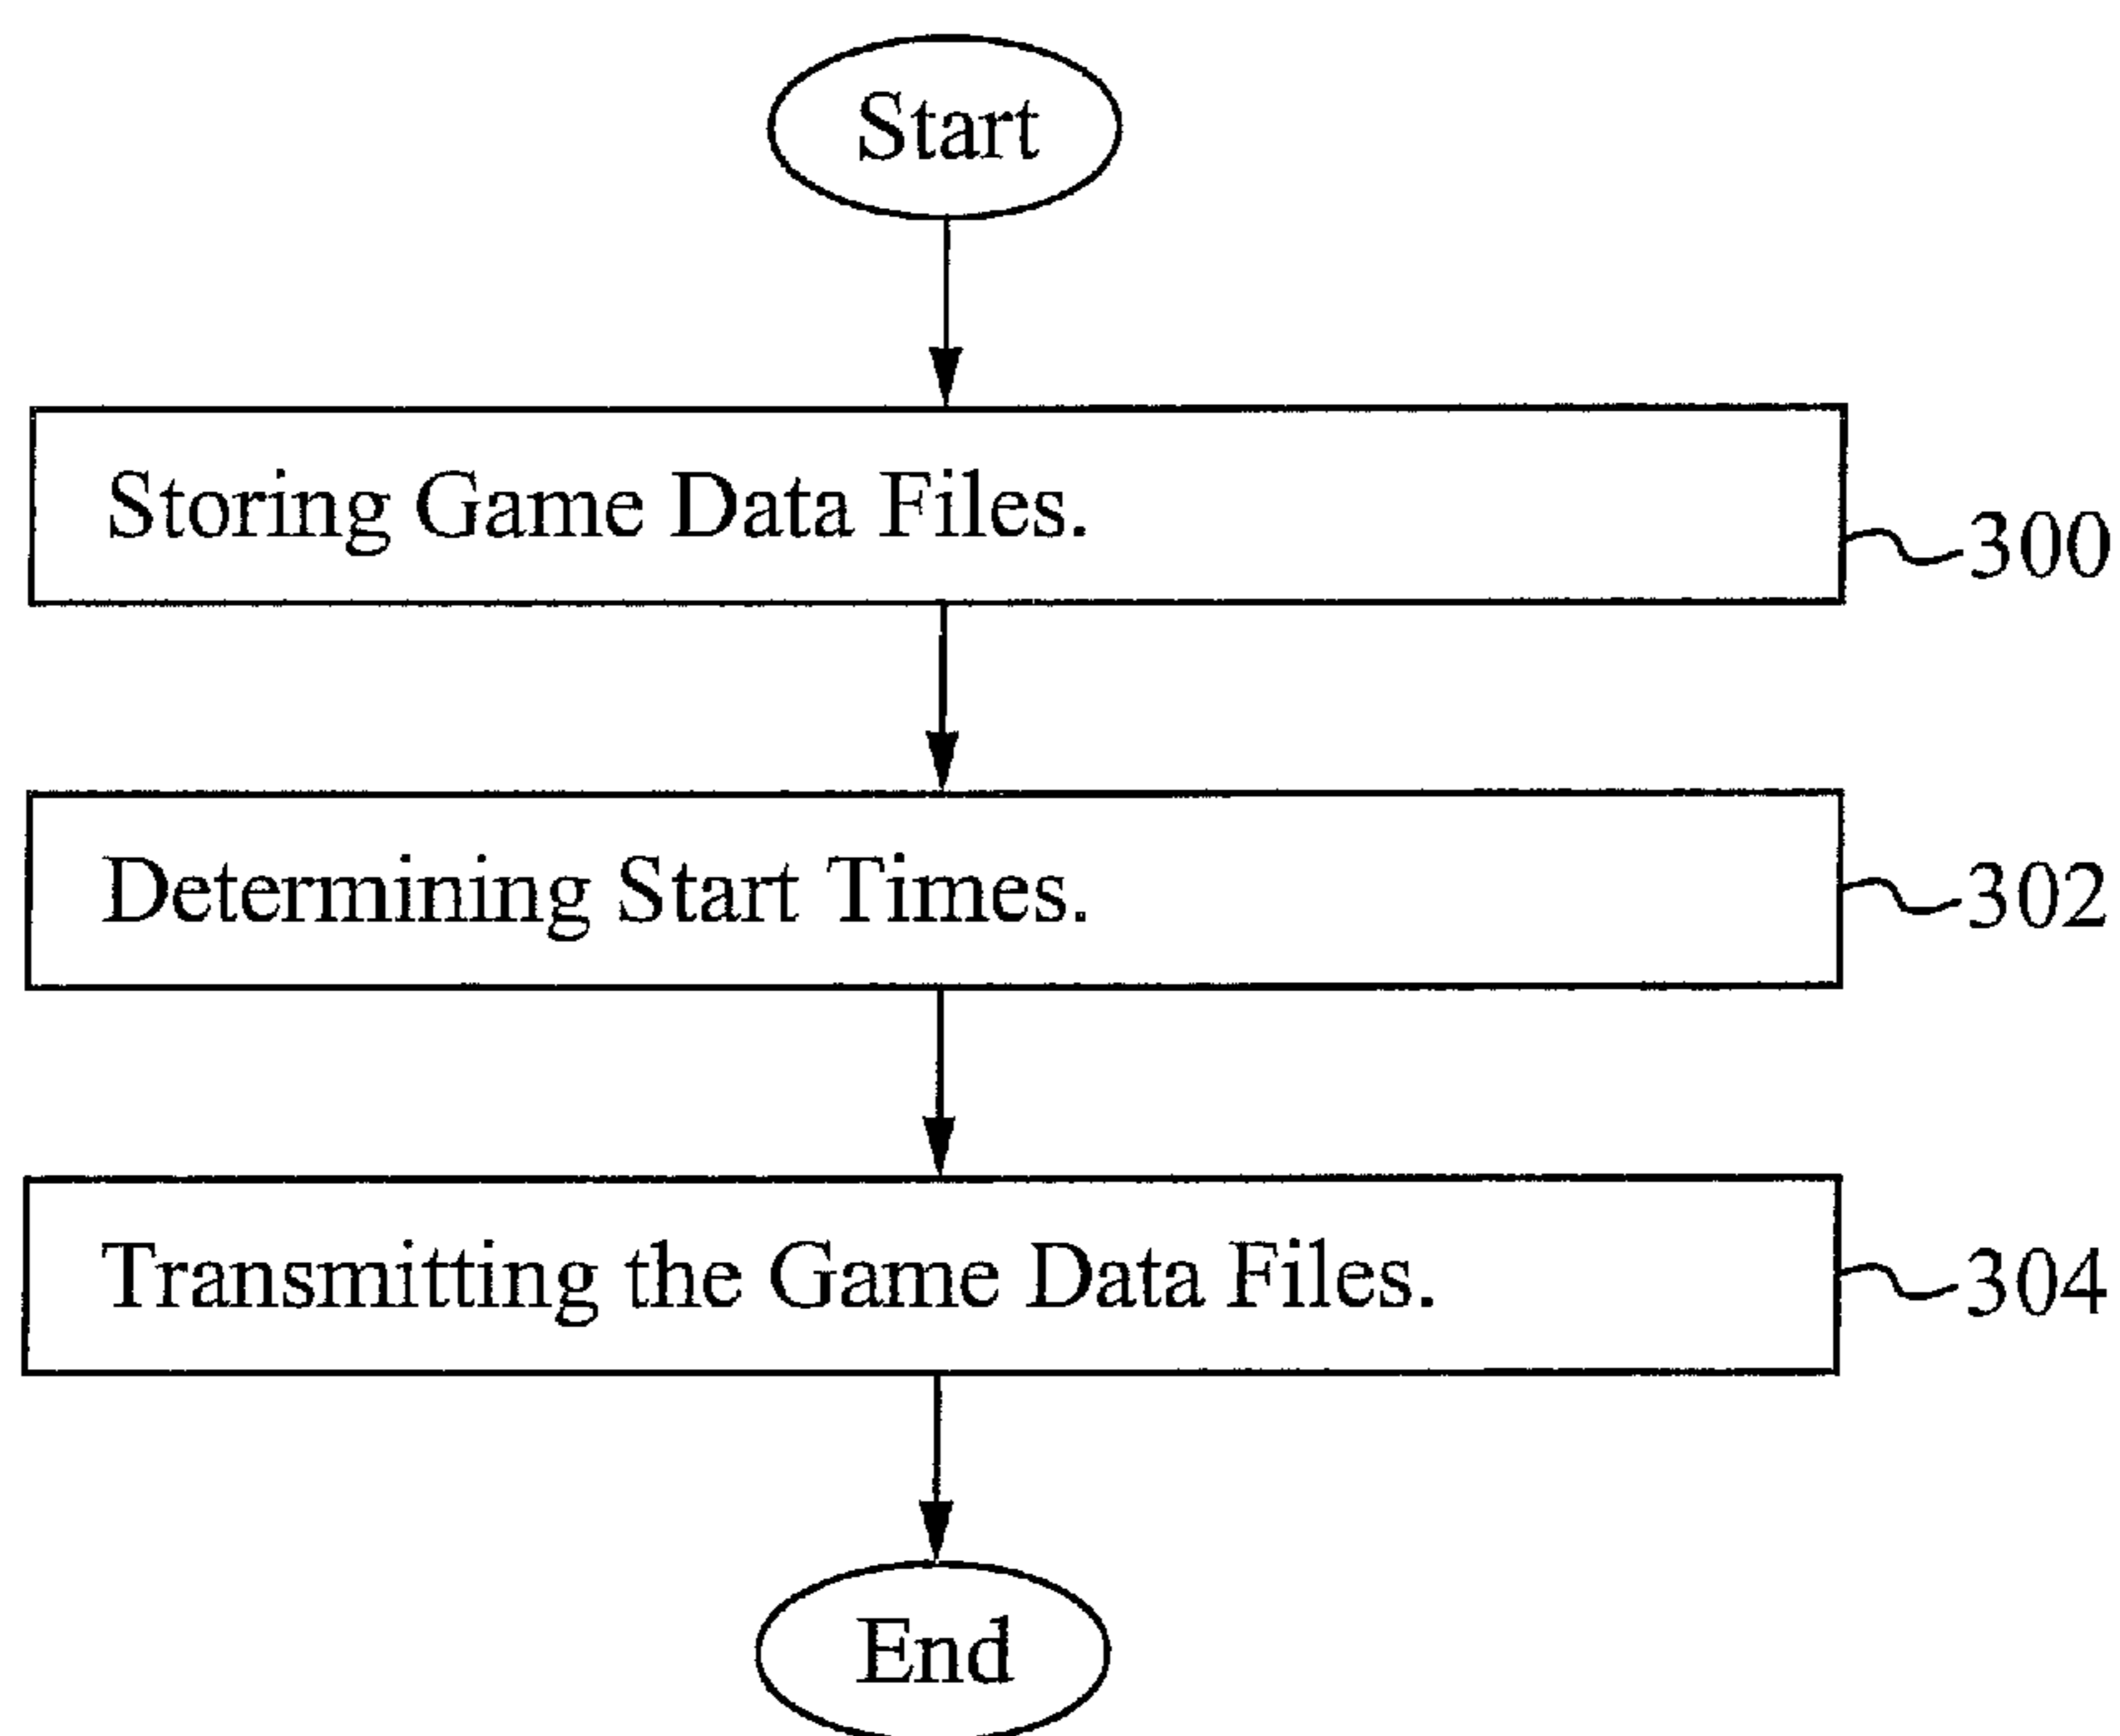 Start
Storing Game Data Files.
300
Determining Start Times.
302
Transmitting the Game Data Files.
304
End